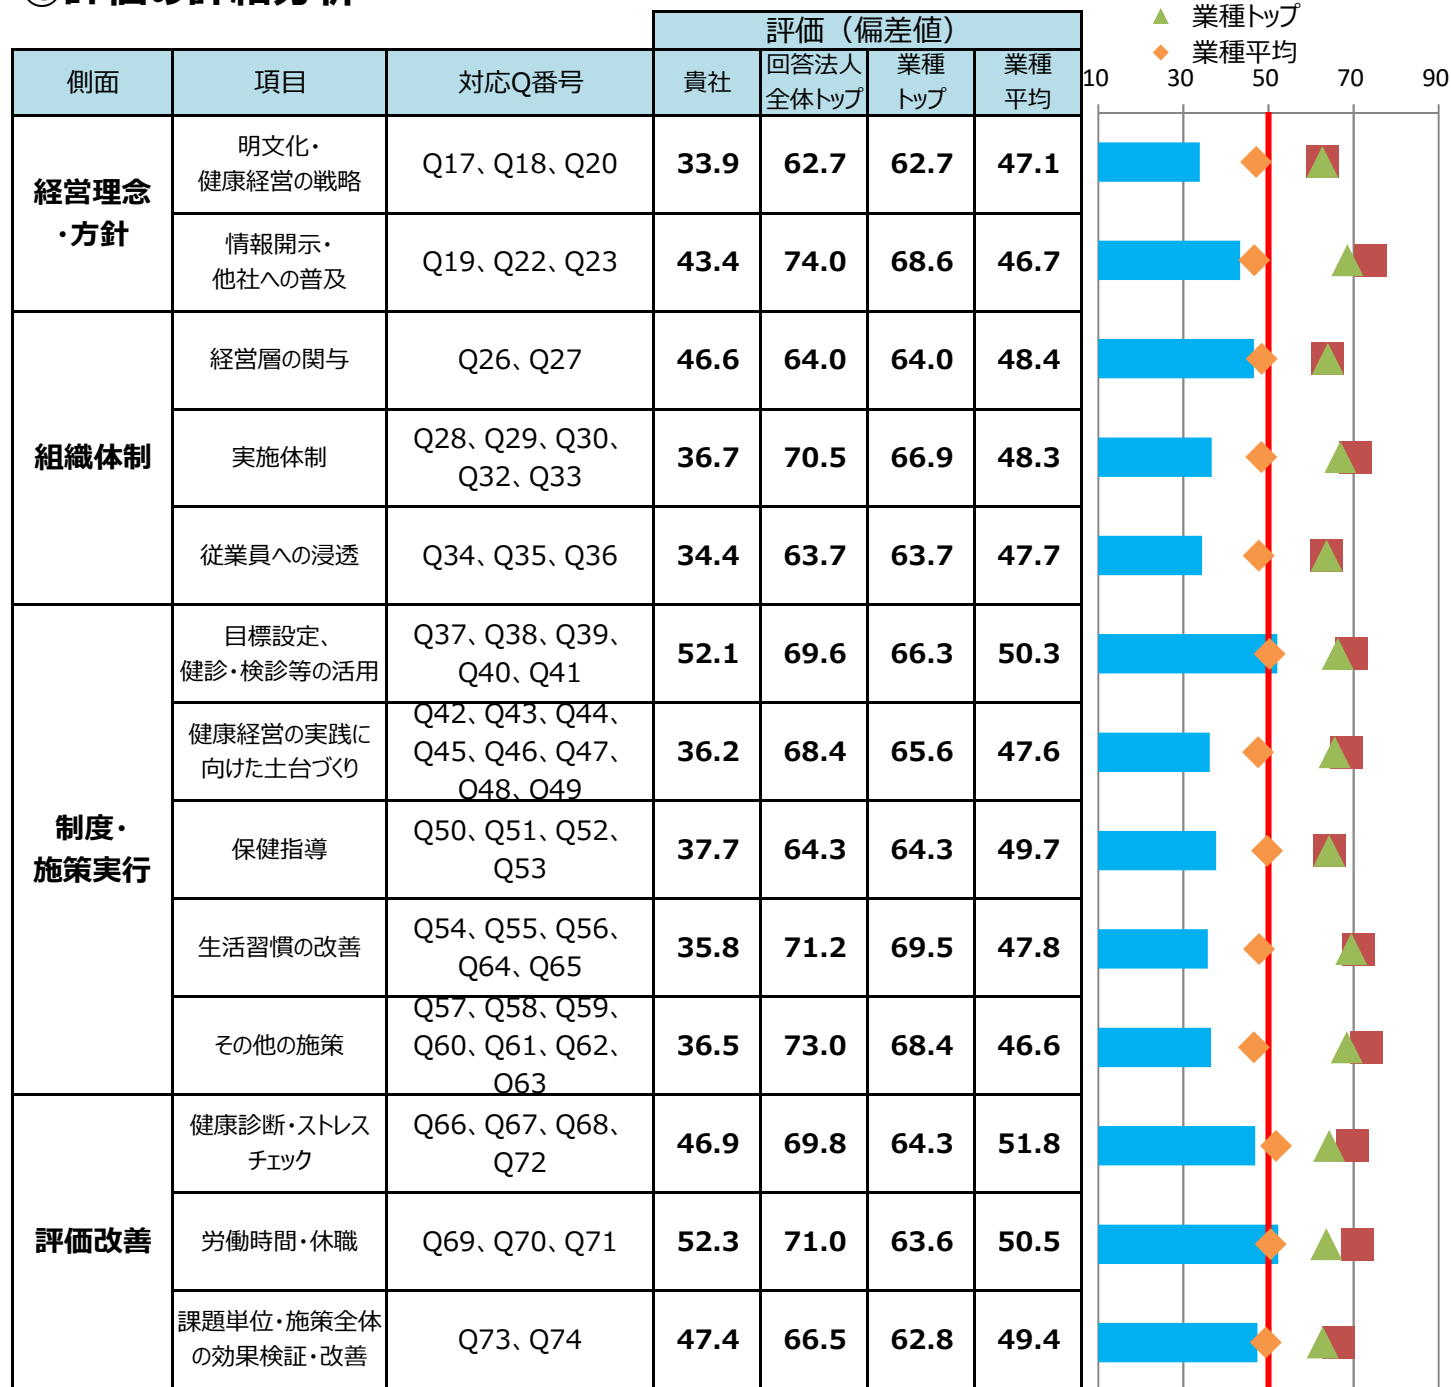 評価（偏差値）
▲ 業種トップ
◆ 業種平均
側面 項目 対応Q番号 貴社 回答法人 業種 業種
全体トップ トップ 平均
10 30 50 70 90
経営理念
・方針
明文化・
健康経営の戦略
Q17、Q18、Q20
33.9 62.7 62.7 47.1
情報開示・
他社への普及
Q19、Q22、Q23
43.4 74.0 68.6 46.7
組織体制
経営層の関与
Q26、Q27
46.6 64.0 64.0 48.4
実施体制
Q28、Q29、Q30、
Q32、Q33
36.7 70.5 66.9 48.3
従業員への浸透
Q34、Q35、Q36
34.4 63.7 63.7 47.7
制度・
施策実行
目標設定、
健診・検診等の活用
Q37、Q38、Q39、
Q40、Q41
52.1 69.6 66.3 50.3
健康経営の実践に
向けた土台づくり
Q42、Q43、Q44、
Q45、Q46、Q47、
Q48、Q49
36.2 68.4 65.6 47.6
保健指導
Q50、Q51、Q52、
Q53
37.7 64.3 64.3 49.7
生活習慣の改善
Q54、Q55、Q56、
Q64、Q65
35.8 71.2 69.5 47.8
その他の施策
Q57、Q58、Q59、
Q60、Q61、Q62、
Q63
36.5 73.0 68.4 46.6
評価改善
健康診断・ストレス
チェック
Q66、Q67、Q68、
Q72
46.9 69.8 64.3 51.8
労働時間・休職
Q69、Q70、Q71
52.3 71.0 63.6 50.5
課題単位・施策全体
の効果検証・改善
Q73、Q74
47.4 66.5 62.8 49.4